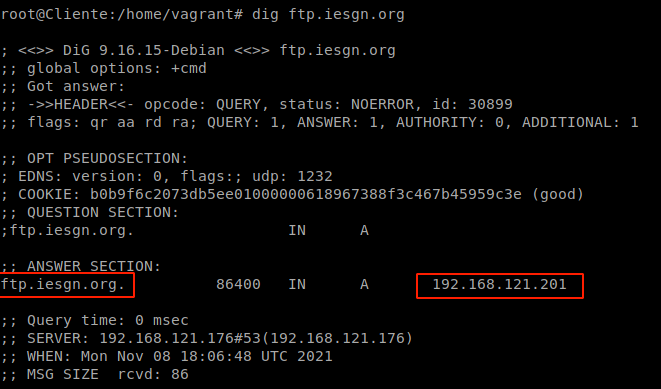 root@Cliente:/home/vagrant# dig ftp.iesgn.org
; <<>> DiG 9.16.15-Debian <<>> ftp.iesgn.org
;; global options: +cmd
;; Got answer:
;; ->>HEADER<<- opcode: QUERY, status: NOERROR, id: 30899
;; flags: qr aa rd ra; QUERY: 1, ANSWER: 1, AUTHORITY: 0, ADDITIONAL: 1
;; OPT PSEUDOSECTION:
; EDNS: version: 0, flags:; udp: 1232
; COOKIE: b0b9f6c2073db5ee01000000618967388f3c467b45959c3e (good)
;; QUESTION SECTION:
;ftp.iesgn.org. IN A
;; ANSWER SECTION:
ftp.iesgn.org. 86400 IN A 192.168.121.201
;; Query time: 0 msec
;; SERVER: 192.168.121.176#53(192.168.121.176)
;; WHEN: Mon Nov 08 18:06:48 UTC 2021
;; MSG SIZE rcvd: 86